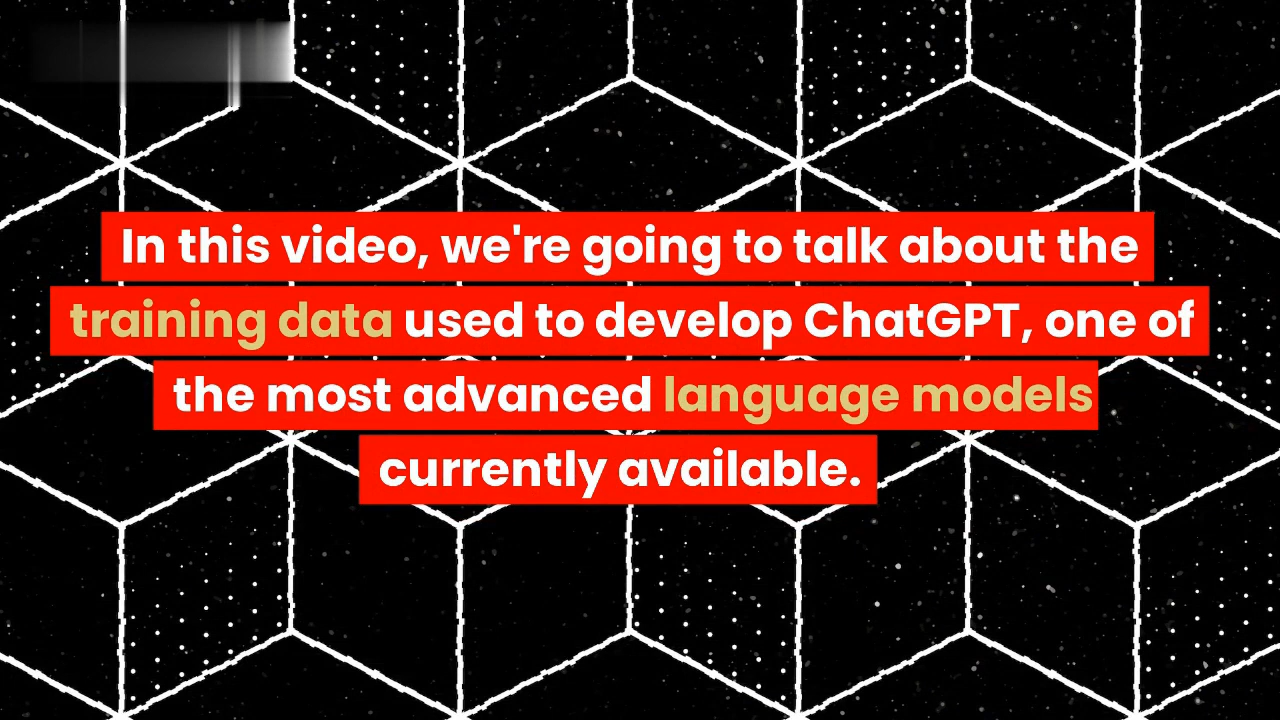 In this video, we're going to talk about the
training data used to develop ChatGPT, one of
the most advanced language models
currently available.